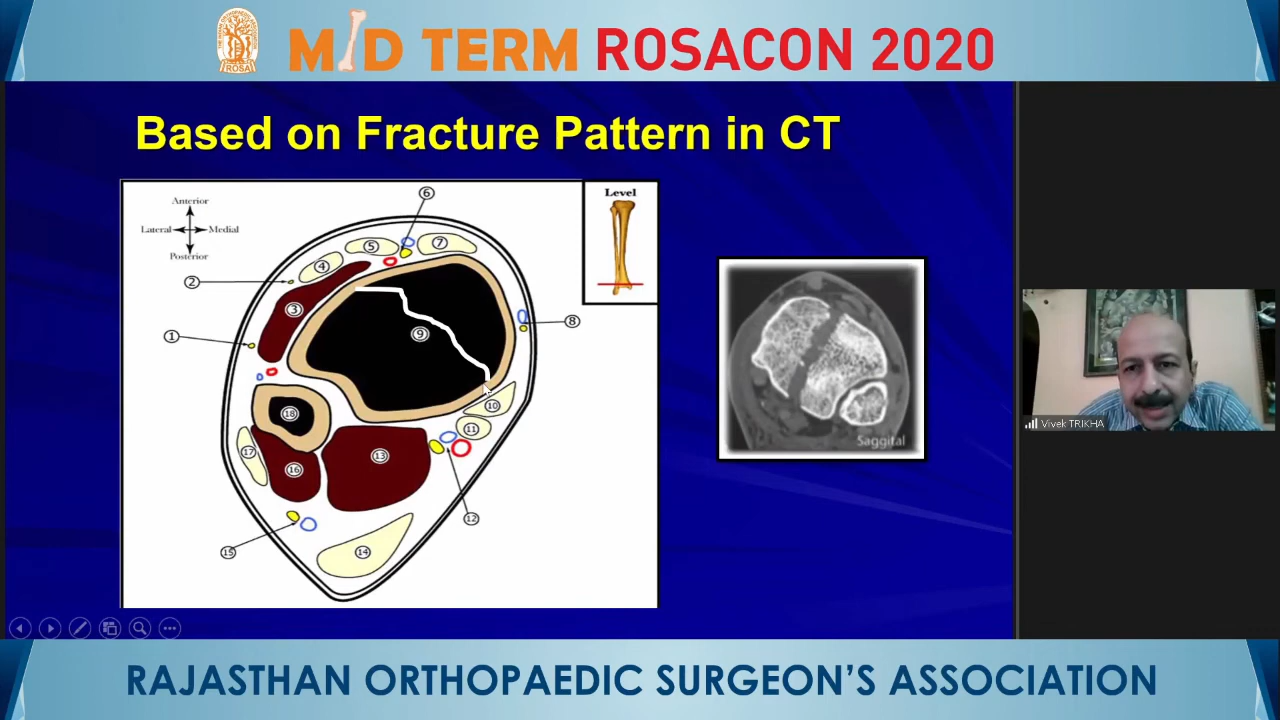 MID TERM ROSACON 2020
ROSA
Based on Fracture Pattern in CT
Anterior
Lateral
Medial
Posterior
Level
6
5
7
4
2
3
1
9
8
10
18
11
17
16
13
12
15
14
Saggital
Vivek TRIKHA
RAJASTHAN ORTHOPAEDIC SURGEON'S ASSOCIATION